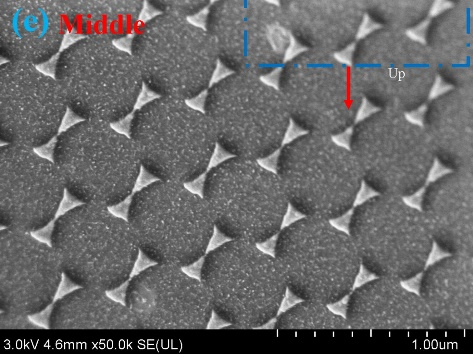 (e) Middle
Up
3.0kV 4.6mm x50.0k SE(UL)
1.00um